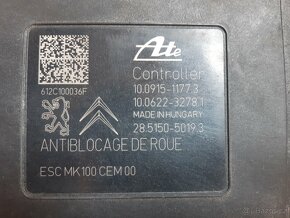 Ate
Controller
612C100036F
10.0915-1177.3
10.0622-3278.1
MADE IN HUNGARY
28.5150-5019.3
ANTIBLOCAGE DE ROUE
ESC MK100 CEM 00